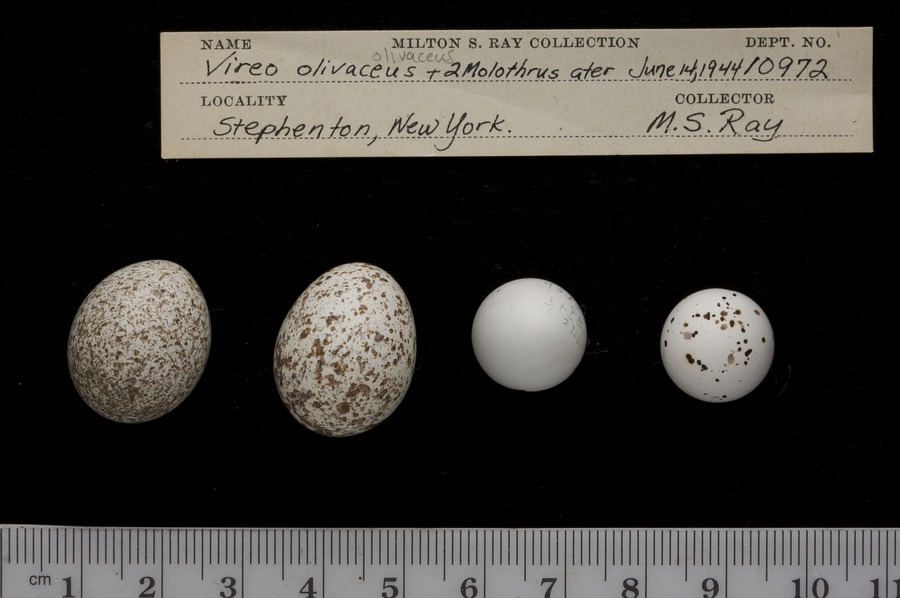 NAME MILTON S. RAY COLLECTION DEPT. NO.
olivaceus
Vireo olivaceus + 2 Molothrus ater June 14, 1944 10972
LOCALITY COLLECTOR
Stephenton, New York. M.S. Ray
cm 1 2 3 4 5 6 7 8 9 10 11